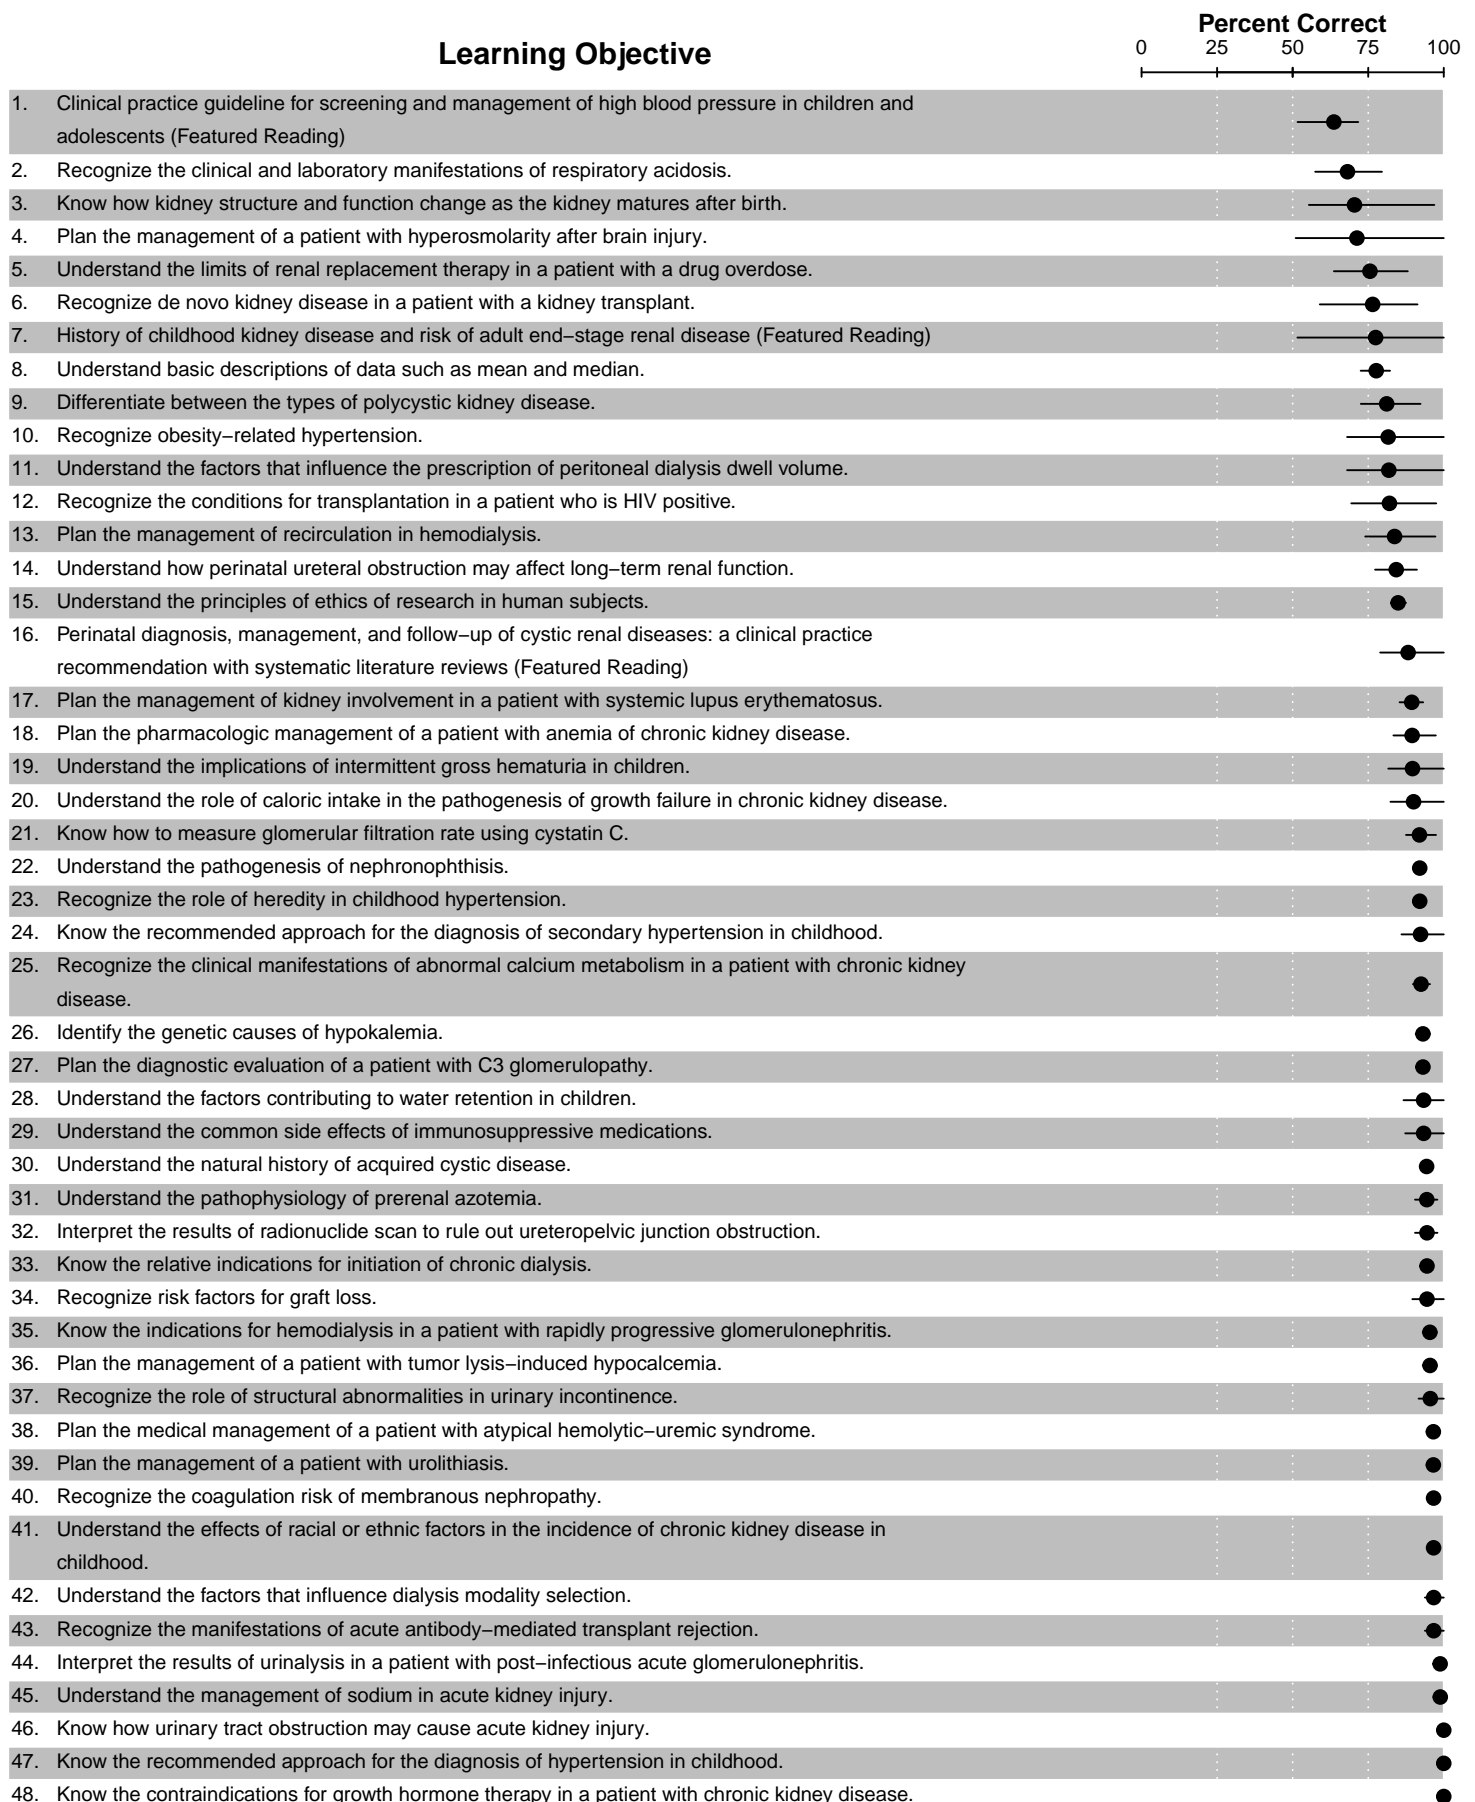 Percent Correct
Learning Objective
0 25 50 75 100
1. Clinical practice guideline for screening and management of high blood pressure in children and
adolescents (Featured Reading)
2. Recognize the clinical and laboratory manifestations of respiratory acidosis.
3. Know how kidney structure and function change as the kidney matures after birth.
4. Plan the management of a patient with hyperosmolarity after brain injury.
5. Understand the limits of renal replacement therapy in a patient with a drug overdose.
6. Recognize de novo kidney disease in a patient with a kidney transplant.
7. History of childhood kidney disease and risk of adult end−stage renal disease (Featured Reading)
8. Understand basic descriptions of data such as mean and median.
9. Differentiate between the types of polycystic kidney disease.
10. Recognize obesity−related hypertension.
11. Understand the factors that influence the prescription of peritoneal dialysis dwell volume.
12. Recognize the conditions for transplantation in a patient who is HIV positive.
13. Plan the management of recirculation in hemodialysis.
14. Understand how perinatal ureteral obstruction may affect long−term renal function.
15. Understand the principles of ethics of research in human subjects.
16. Perinatal diagnosis, management, and follow−up of cystic renal diseases: a clinical practice
recommendation with systematic literature reviews (Featured Reading)
17. Plan the management of kidney involvement in a patient with systemic lupus erythematosus.
18. Plan the pharmacologic management of a patient with anemia of chronic kidney disease.
19. Understand the implications of intermittent gross hematuria in children.
20. Understand the role of caloric intake in the pathogenesis of growth failure in chronic kidney disease.
21. Know how to measure glomerular filtration rate using cystatin C.
22. Understand the pathogenesis of nephronophthisis.
23. Recognize the role of heredity in childhood hypertension.
24. Know the recommended approach for the diagnosis of secondary hypertension in childhood.
25. Recognize the clinical manifestations of abnormal calcium metabolism in a patient with chronic kidney
disease.
26. Identify the genetic causes of hypokalemia.
27. Plan the diagnostic evaluation of a patient with C3 glomerulopathy.
28. Understand the factors contributing to water retention in children.
29. Understand the common side effects of immunosuppressive medications.
30. Understand the natural history of acquired cystic disease.
31. Understand the pathophysiology of prerenal azotemia.
32. Interpret the results of radionuclide scan to rule out ureteropelvic junction obstruction.
33. Know the relative indications for initiation of chronic dialysis.
34. Recognize risk factors for graft loss.
35. Know the indications for hemodialysis in a patient with rapidly progressive glomerulonephritis.
36. Plan the management of a patient with tumor lysis−induced hypocalcemia.
37. Recognize the role of structural abnormalities in urinary incontinence.
38. Plan the medical management of a patient with atypical hemolytic−uremic syndrome.
39. Plan the management of a patient with urolithiasis.
40. Recognize the coagulation risk of membranous nephropathy.
41. Understand the effects of racial or ethnic factors in the incidence of chronic kidney disease in
childhood.
42. Understand the factors that influence dialysis modality selection.
43. Recognize the manifestations of acute antibody−mediated transplant rejection.
44. Interpret the results of urinalysis in a patient with post−infectious acute glomerulonephritis.
45. Understand the management of sodium in acute kidney injury.
46. Know how urinary tract obstruction may cause acute kidney injury.
47. Know the recommended approach for the diagnosis of hypertension in childhood.
48. Know the contraindications for growth hormone therapy in a patient with chronic kidney disease.